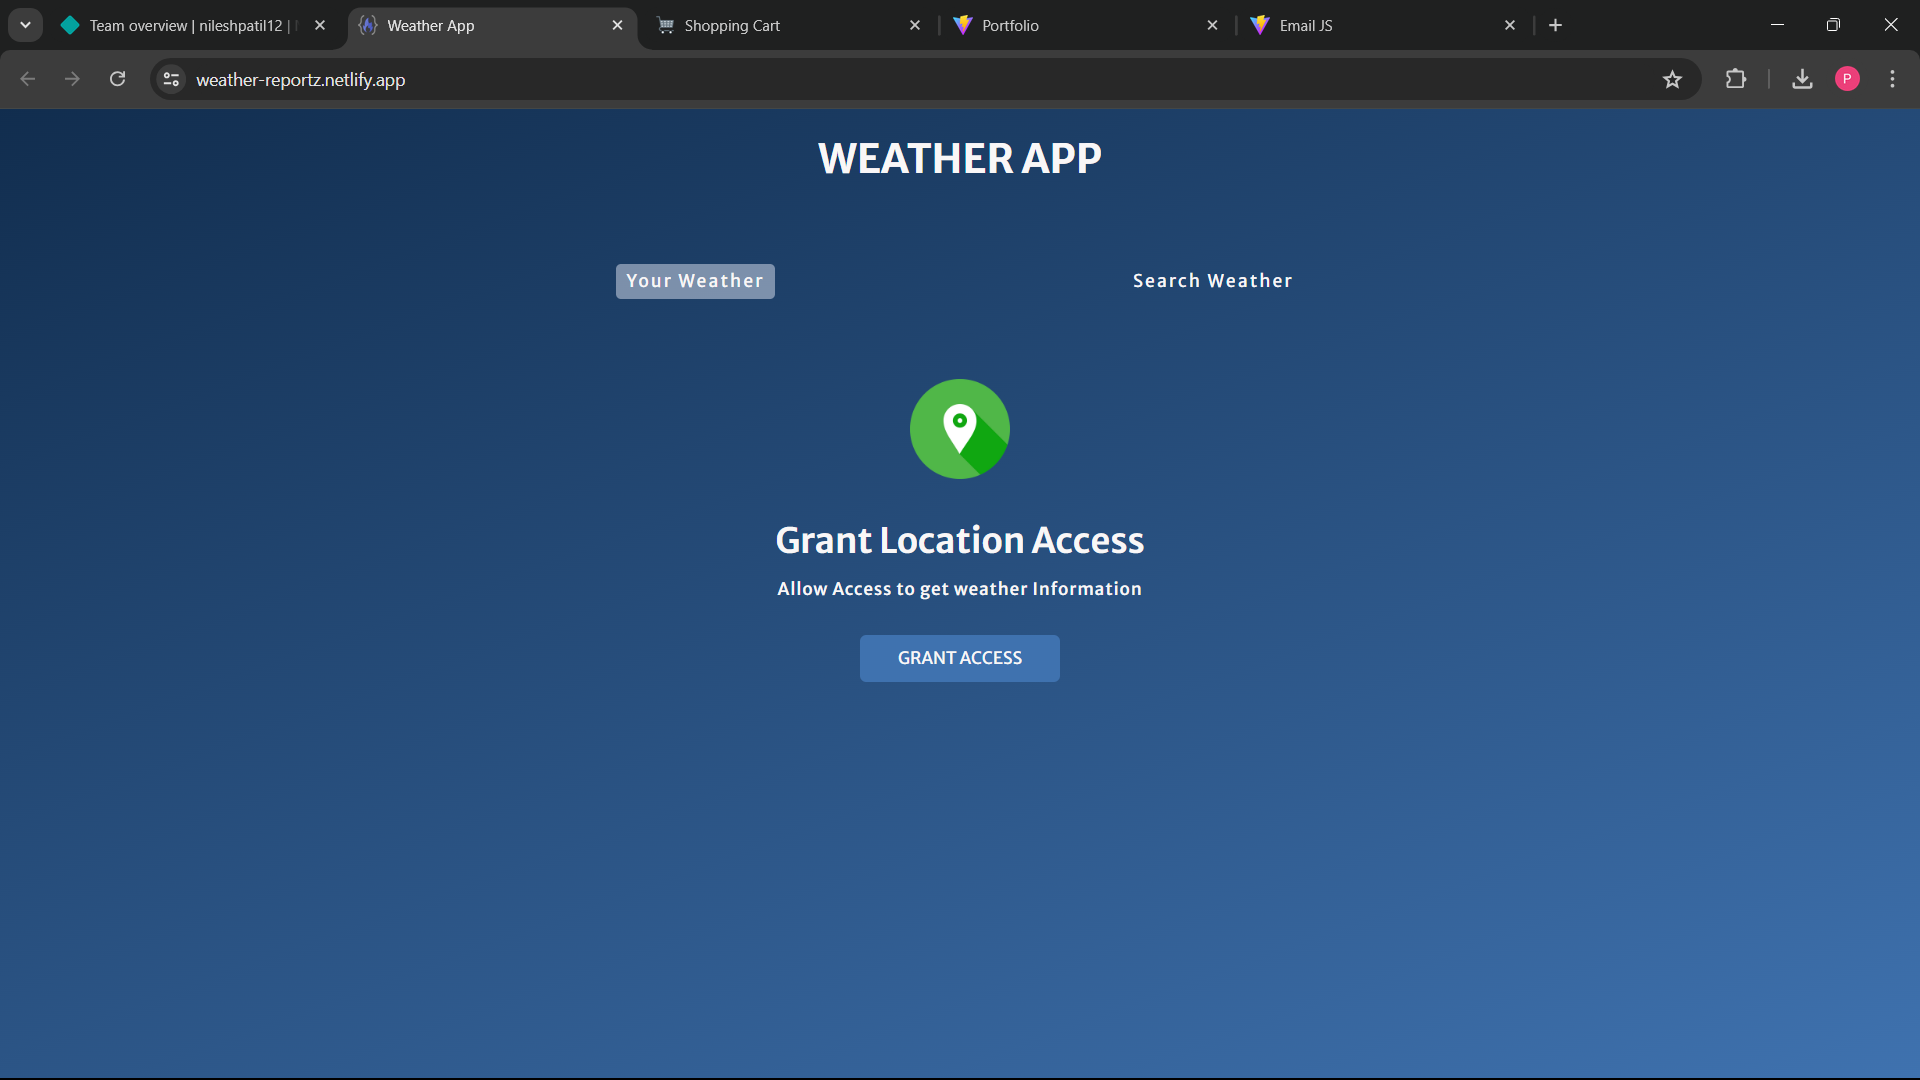 Team overview | nileshpatil12 |
Weather App
Shopping Cart
Portfolio
Email JS
weather-reportz.netlify.app
P
WEATHER APP
Your Weather
Search Weather
Grant Location Access
Allow Access to get weather Information
GRANT ACCESS